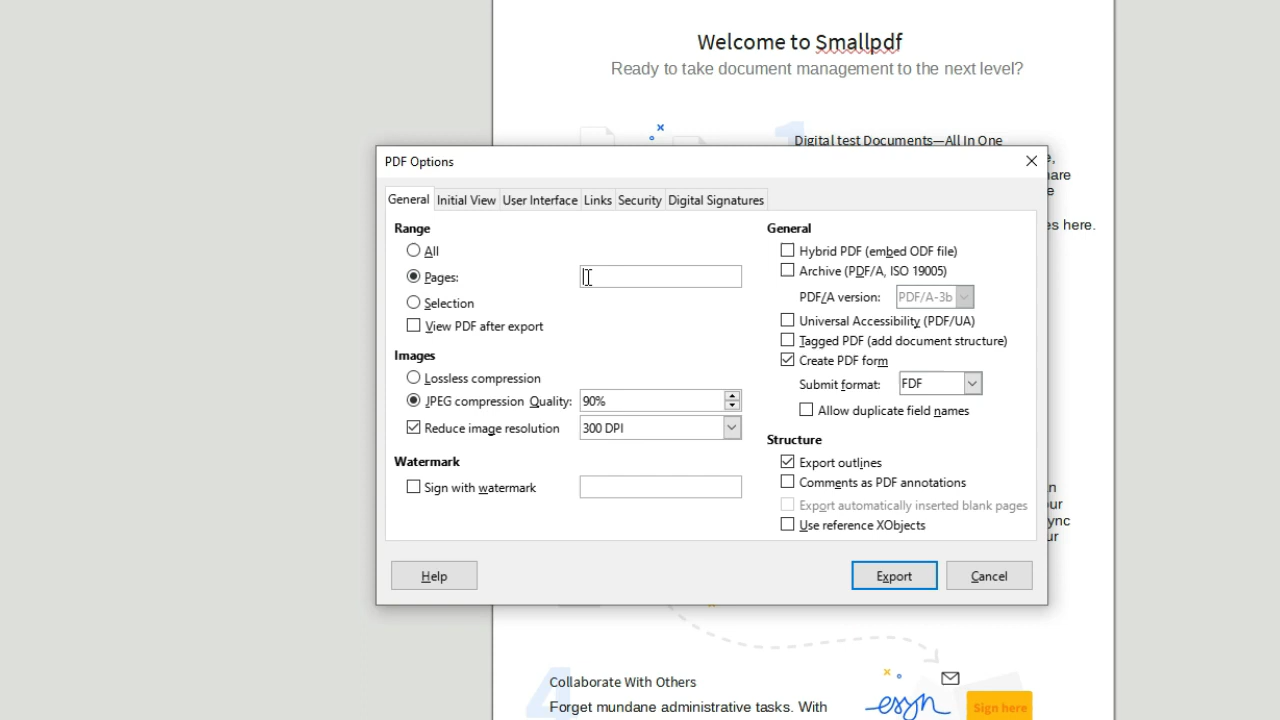 Welcome to Smallpdf
Ready to take document management to the next level?
Digital test Documents—All In One
PDF Options
General Initial View User Interface Links Security Digital Signatures
Range
All
Pages:
Selection
View PDF after export
Images
Lossless compression
JPEG compression Quality: 90%
Reduce image resolution 300 DPI
Watermark
Sign with watermark
General
Hybrid PDF (embed ODF file)
Archive (PDF/A, ISO 19005)
PDF/A version: PDF/A-3b
Universal Accessibility (PDF/UA)
Tagged PDF (add document structure)
Create PDF form
Submit format: FDF
Allow duplicate field names
Structure
Export outlines
Comments as PDF annotations
Export automatically inserted blank pages
Use reference XObjects
Help Export Cancel
here.
4
Collaborate With Others
Forget mundane administrative tasks. With
Sign here